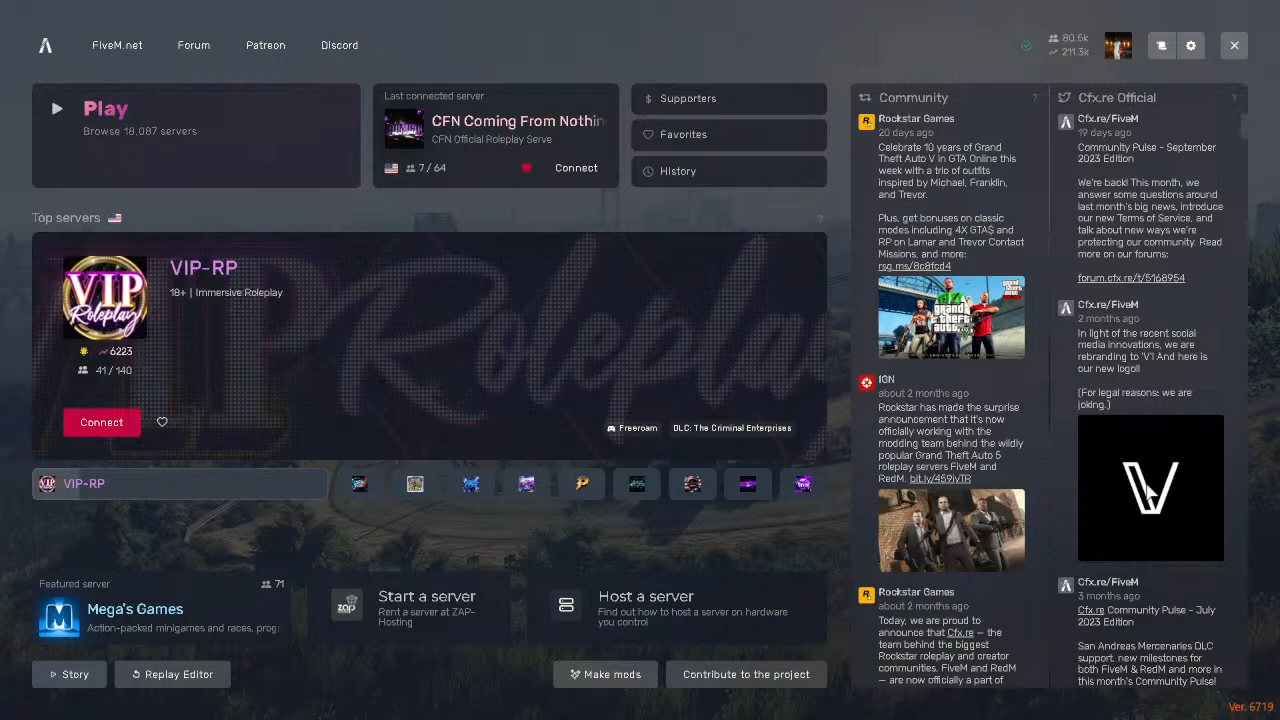 FiveM.net
Forum
Patreon
Discord
80.5k
211.3k
Play
Browse 18,087 servers
Last connected server
CFN Coming From Nothin
CFN Official Roleplay Serve
7 / 64
Connect
$ Supporters
Favorites
History
Top servers
?
VIP
Roleplay
VIP-RP
18+ | Immersive Roleplay
6223
41 / 140
Connect
Freeroam
DLC: The Criminal Enterprises
VIP-RP
Featured server
71
Mega's Games
Action-packed minigames and races, prog
zap
Start a server
Rent a server at ZAP-
Hosting
Host a server
Find out how to host a server on hardware
you control
Story
Replay Editor
Make mods
Contribute to the project
Community
?
Rockstar Games
20 days ago
Celebrate 10 years of Grand
Theft Auto V in GTA Online this
week with a trio of outfits
inspired by Michael, Franklin,
and Trevor.
Plus, get bonuses on classic
modes including 4X GTA$ and
RP on Lamar and Trevor Contact
Missions, and more:
rsg.ms/8c8fcd4
grand
theft
auto
IGN
about 2 months ago
Rockstar has made the surprise
announcement that it's now
officially working with the
modding team behind the wildly
popular Grand Theft Auto 5
roleplay servers FiveM and
RedM. bit.ly/459lyTR
Rockstar Games
about 2 months ago
Today, we are proud to
announce that Cfx.re — the
team behind the biggest
Rockstar roleplay and creator
communities, FiveM and RedM
— are now officially a part of
Cfx.re Official
?
Cfx.re/FiveM
19 days ago
Community Pulse - September
2023 Edition
We're back! This month, we
answer some questions around
last month's big news, introduce
our new Terms of Service, and
talk about new ways we're
protecting our community. Read
more on our forums:
forum.cfx.re/t/5168954
Cfx.re/FiveM
2 months ago
In light of the recent social
media innovations, we are
rebranding to 'V'! And here is
our new logo!!
(For legal reasons: we are
joking.)
V
Cfx.re/FiveM
3 months ago
Cfx.re Community Pulse - July
2023 Edition
San Andreas Mercenaries DLC
support, new milestones for
both FiveM & RedM and more in
this month's Community Pulse!
Ver. 6719